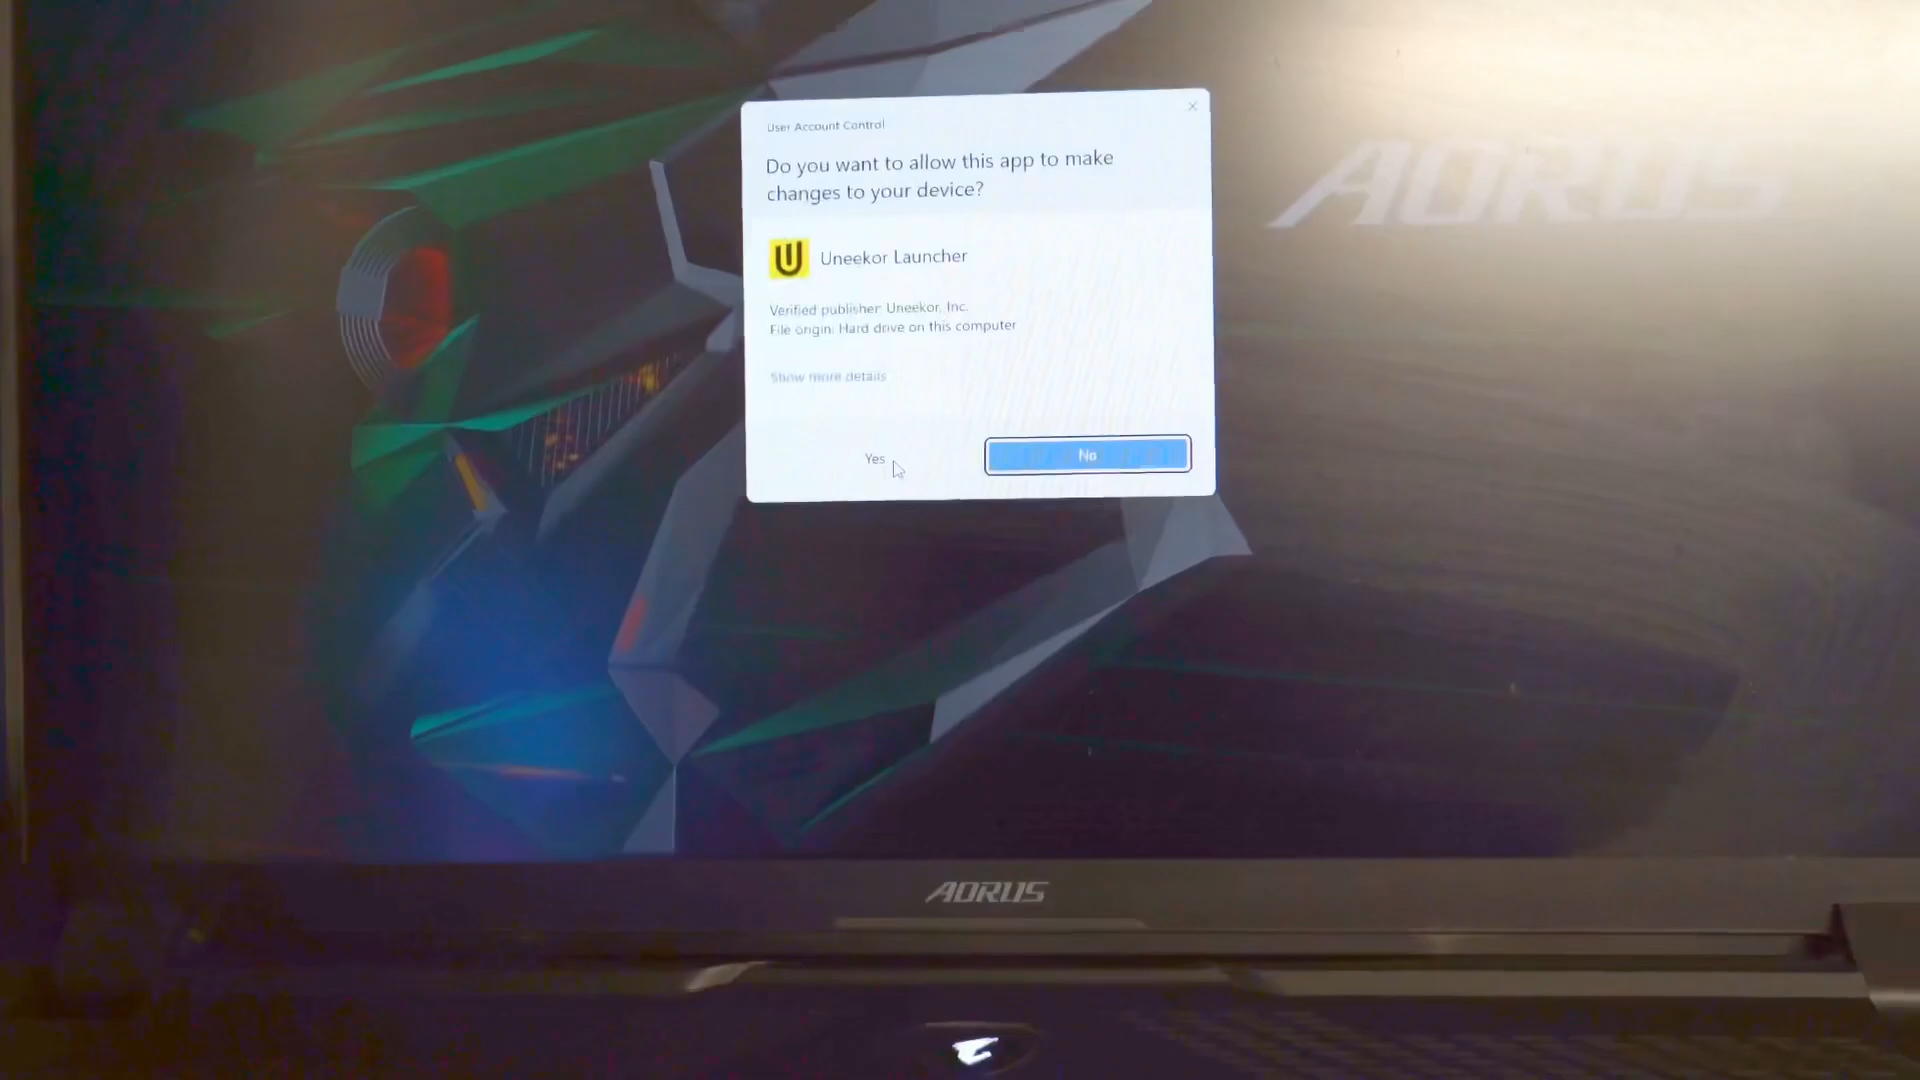 User Account Control
Do you want to allow this app to make
changes to your device?
Uneekor Launcher
Verified publisher: Uneekor, Inc.
File origin: Hard drive on this computer
Show more details
Yes
No
AORUS
AORUS